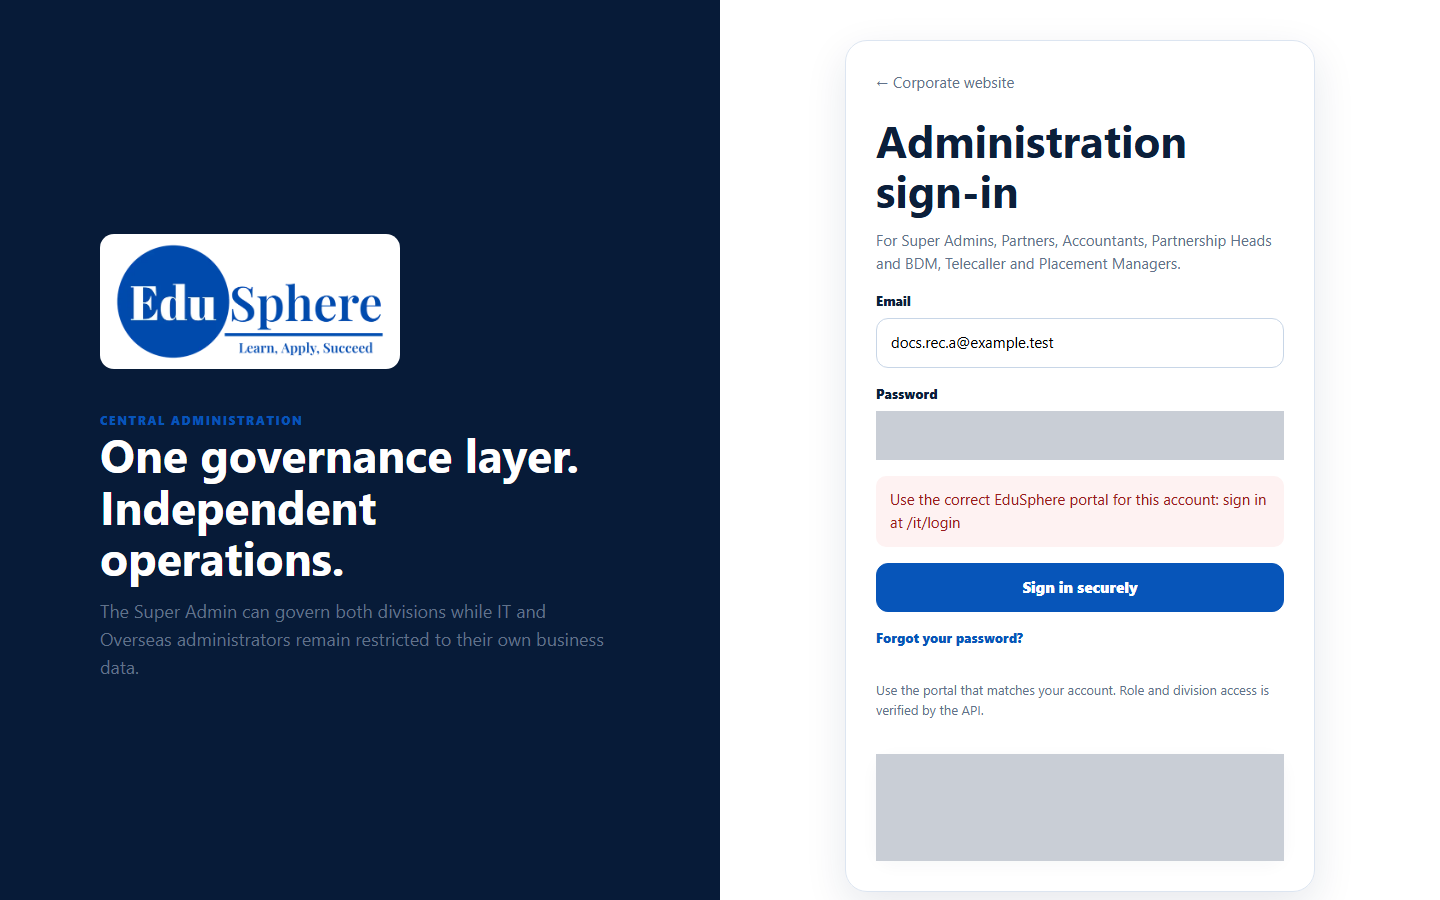 Edu Sphere
Learn, Apply, Succeed
CENTRAL ADMINISTRATION
One governance layer.
Independent
operations.
The Super Admin can govern both divisions while IT and
Overseas administrators remain restricted to their own business
data.
← Corporate website
Administration
sign-in
For Super Admins, Partners, Accountants, Partnership Heads
and BDM, Telecaller and Placement Managers.
Email
docs.rec.a@example.test
Password
Use the correct EduSphere portal for this account: sign in
at /it/login
Sign in securely
Forgot your password?
Use the portal that matches your account. Role and division access is
verified by the API.